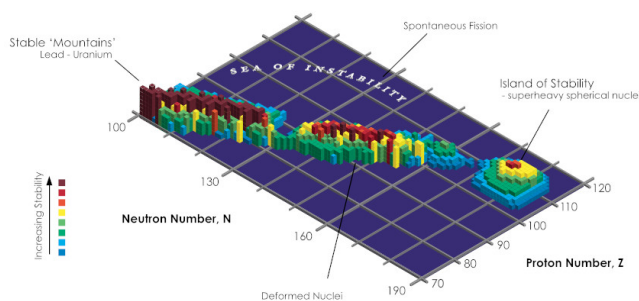 Stable ‘Mountains’
Lead - Uranium
Spontaneous Fission
SEA OF INSTABILITY
Island of Stability
- superheavy spherical nucle
100
130
160
190
120
110
100
90
80
70
Increasing Stability
Neutron Number, N
Proton Number, Z
Deformed Nuclei